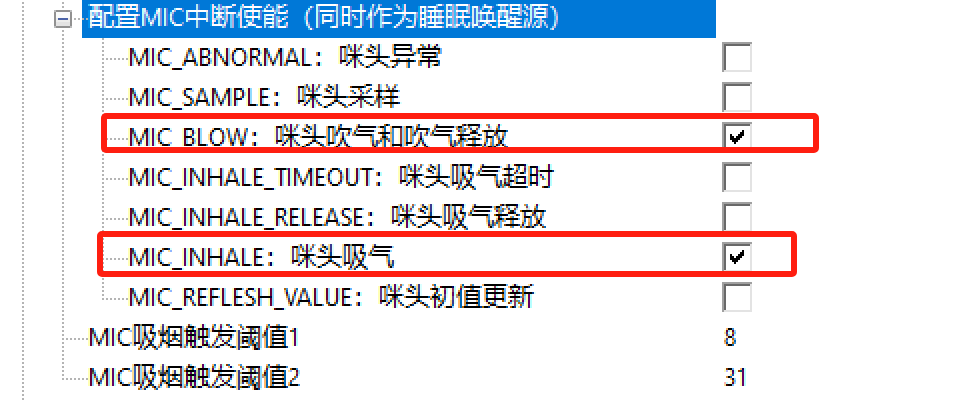 配置MIC中断使能（同时作为睡眠唤醒源）
MIC_ABNORMAL：咪头异常
MIC_SAMPLE：咪头采样
MIC_BLOW：咪头吹气和吹气释放
MIC_INHALE_TIMEOUT：咪头吸气超时
MIC_INHALE_RELEASE：咪头吸气释放
MIC_INHALE：咪头吸气
MIC_REFLESH_VALUE：咪头初值更新
MIC吸烟触发阈值1 8
MIC吸烟触发阈值2 31